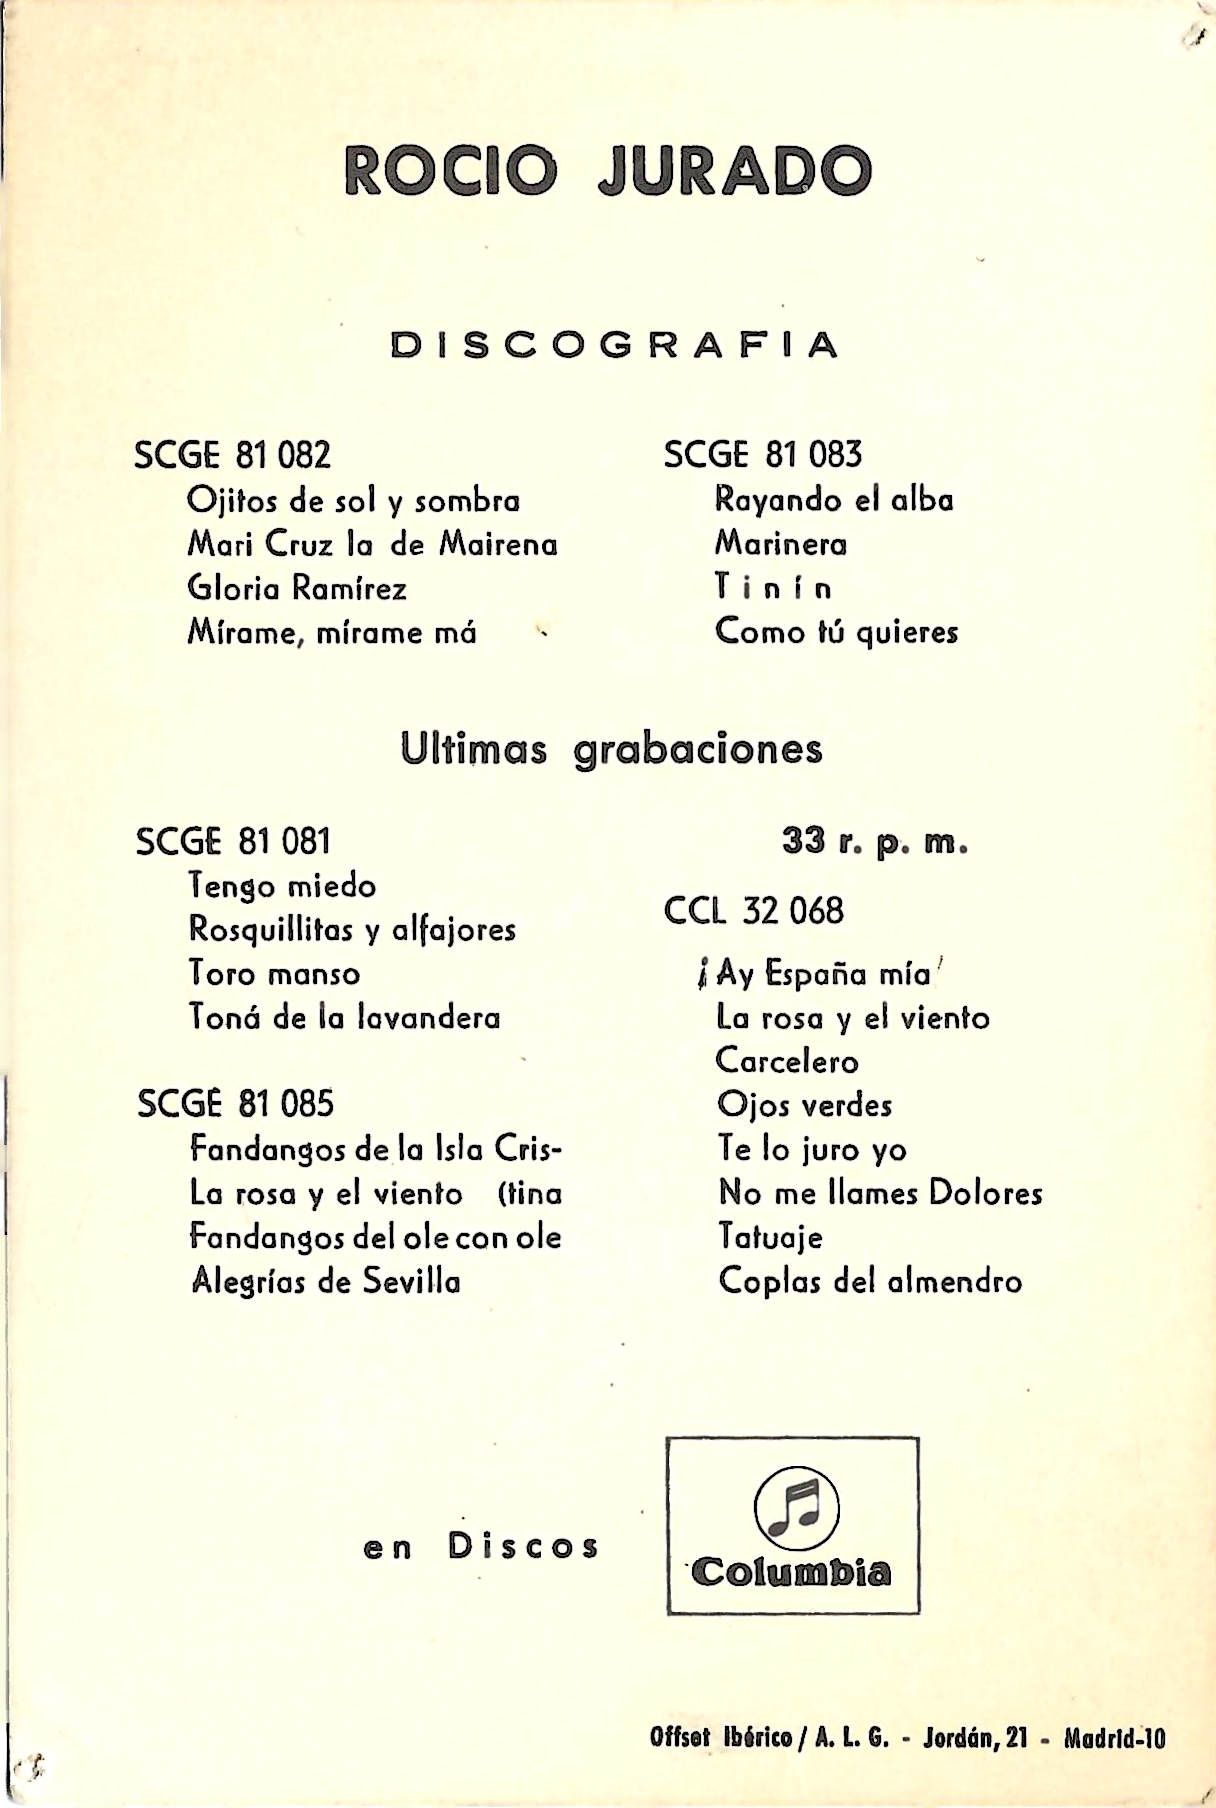 ROCIO JURADO
DISCOGRAFIA
SCGE 81 082
Ojitos de sol y sombra
Mari Cruz la de Mairena
Gloria Ramírez
Mírame, mírame má
SCGE 81 083
Rayando el alba
Marinera
Tinín
Como tú quieres
Ultimas grabaciones
SCGE 81 081
Tengo miedo
Rosquillitas y alfajores
Toro manso
Toná de la lavandera
SCGE 81 085
Fandangos de la Isla Cris-
La rosa y el viento (tina
Fandangos del ole con ole
Alegrías de Sevilla
33 r. p. m.
CCL 32 068
¡Ay España mía!
La rosa y el viento
Carcelero
Ojos verdes
Te lo juro yo
No me llames Dolores
Tatuaje
Coplas del almendro
en Discos
Columbia
Offset Ibérico / A. L. G. - Jordán, 21 - Madrid-10